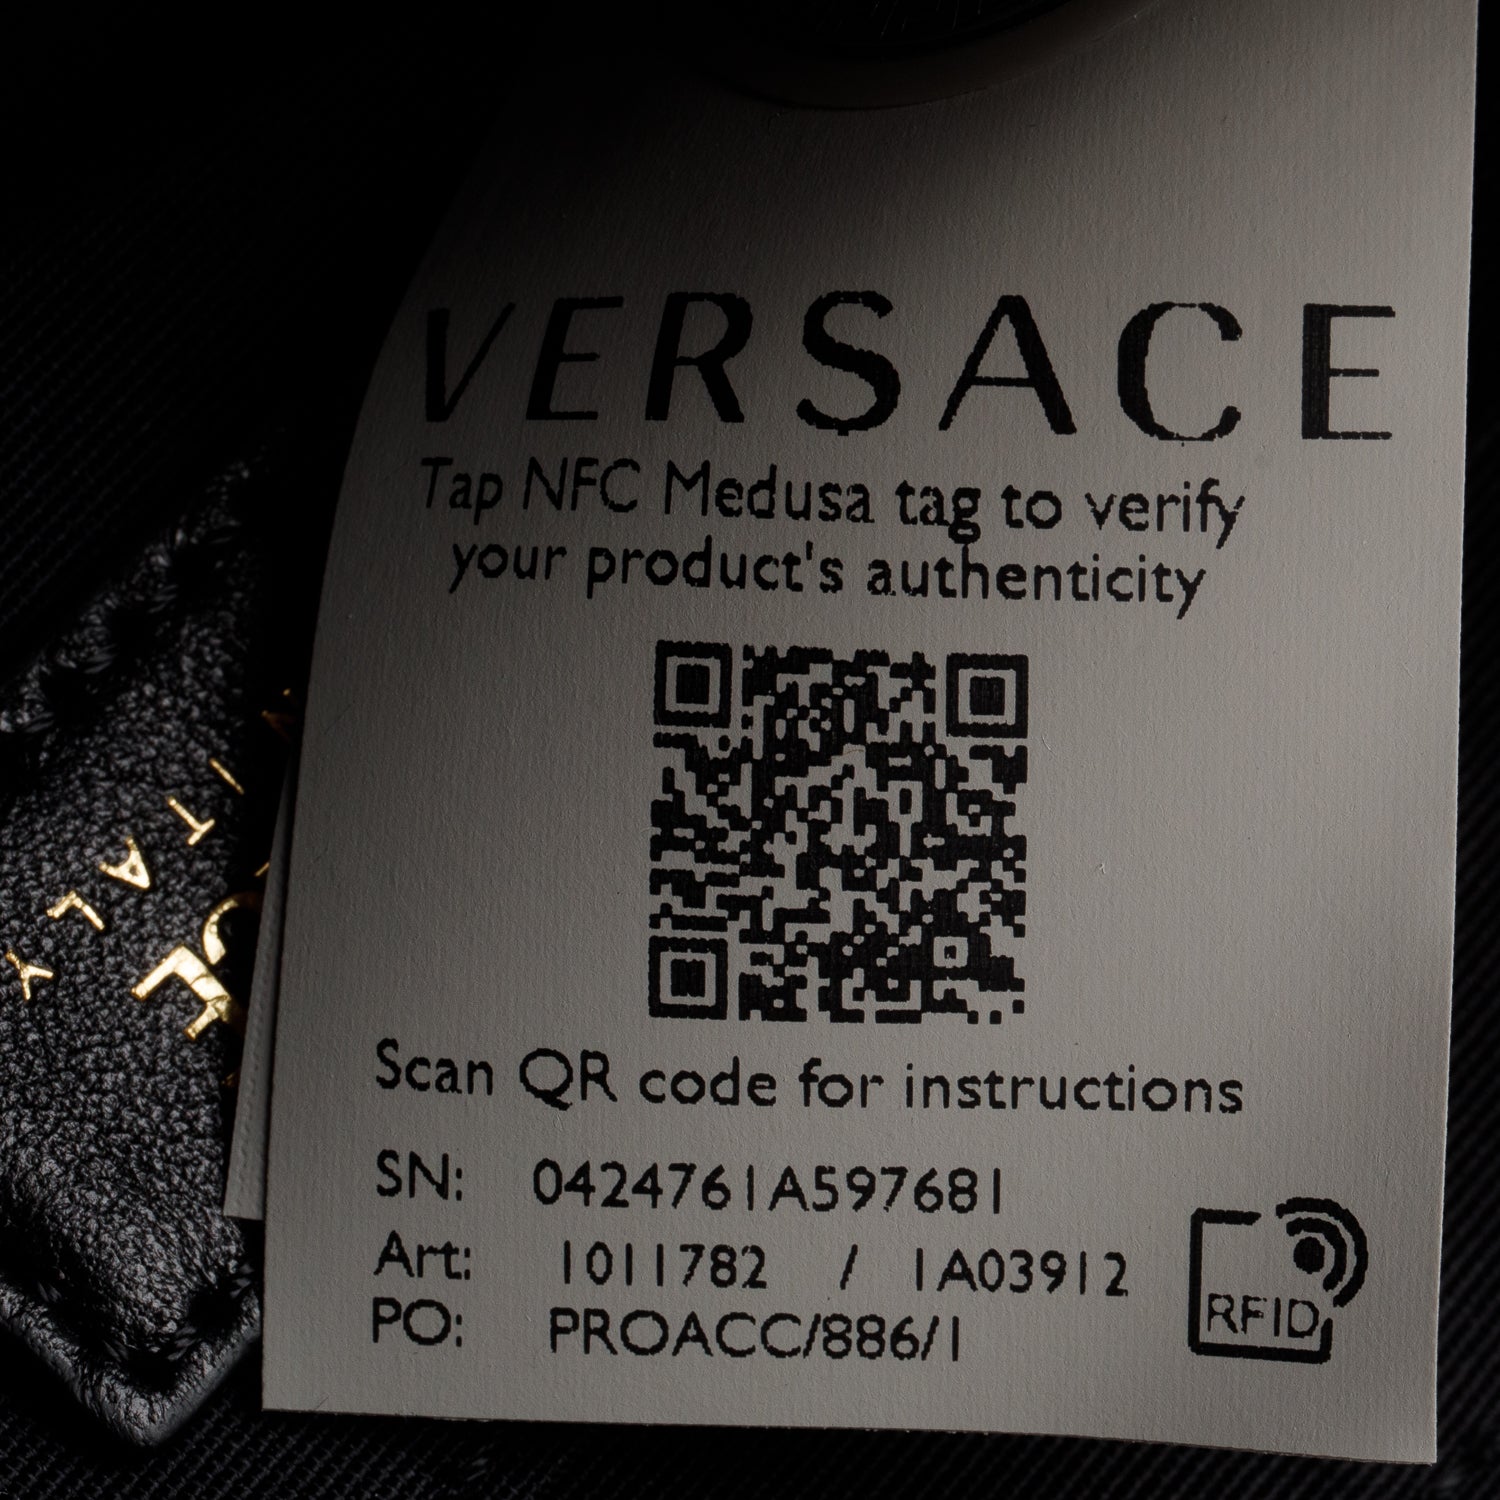 VERSACE
Tap NFC Medusa tag to verify
your product's authenticity
Scan QR code for instructions
SN: 0424761A597681
Art: 1011782 / 1A03912
PO: PROACC/886/1
RFID
ITALY